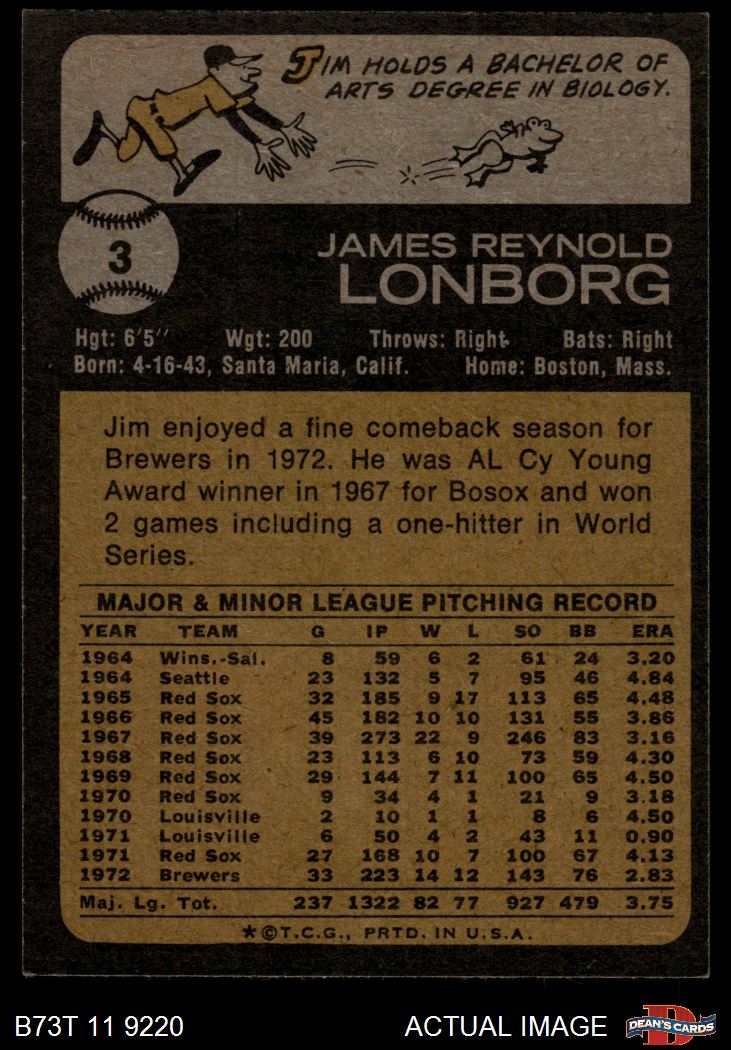 JIM HOLDS A BACHELOR OF
ARTS DEGREE IN BIOLOGY.
3
JAMES REYNOLD
LONBORG
Hgt: 6'5" Wgt: 200 Throws: Right Bats: Right
Born: 4-16-43, Santa Maria, Calif. Home: Boston, Mass.
Jim enjoyed a fine comeback season for
Brewers in 1972. He was AL Cy Young
Award winner in 1967 for Bosox and won
2 games including a one-hitter in World
Series.
MAJOR & MINOR LEAGUE PITCHING RECORD
YEAR TEAM G IP W L SO BB ERA
1964 Wins.-Sal. 8 59 6 2 61 24 3.20
1964 Seattle 23 132 5 7 95 46 4.84
1965 Red Sox 32 185 9 17 113 65 4.48
1966 Red Sox 45 182 10 10 131 55 3.86
1967 Red Sox 39 273 22 9 246 83 3.16
1968 Red Sox 23 113 6 10 73 59 4.30
1969 Red Sox 29 144 7 11 100 65 4.50
1970 Red Sox 9 34 4 1 21 9 3.18
1970 Louisville 2 10 1 1 8 6 4.50
1971 Louisville 6 50 4 2 43 11 0.90
1971 Red Sox 27 168 10 7 100 67 4.13
1972 Brewers 33 223 14 12 143 76 2.83
Maj. Lg. Tot. 237 1322 82 77 927 479 3.75
*©T.C.G., PRTD. IN U.S.A.
B73T 11 9220 ACTUAL IMAGE D DEAN'S CARDS